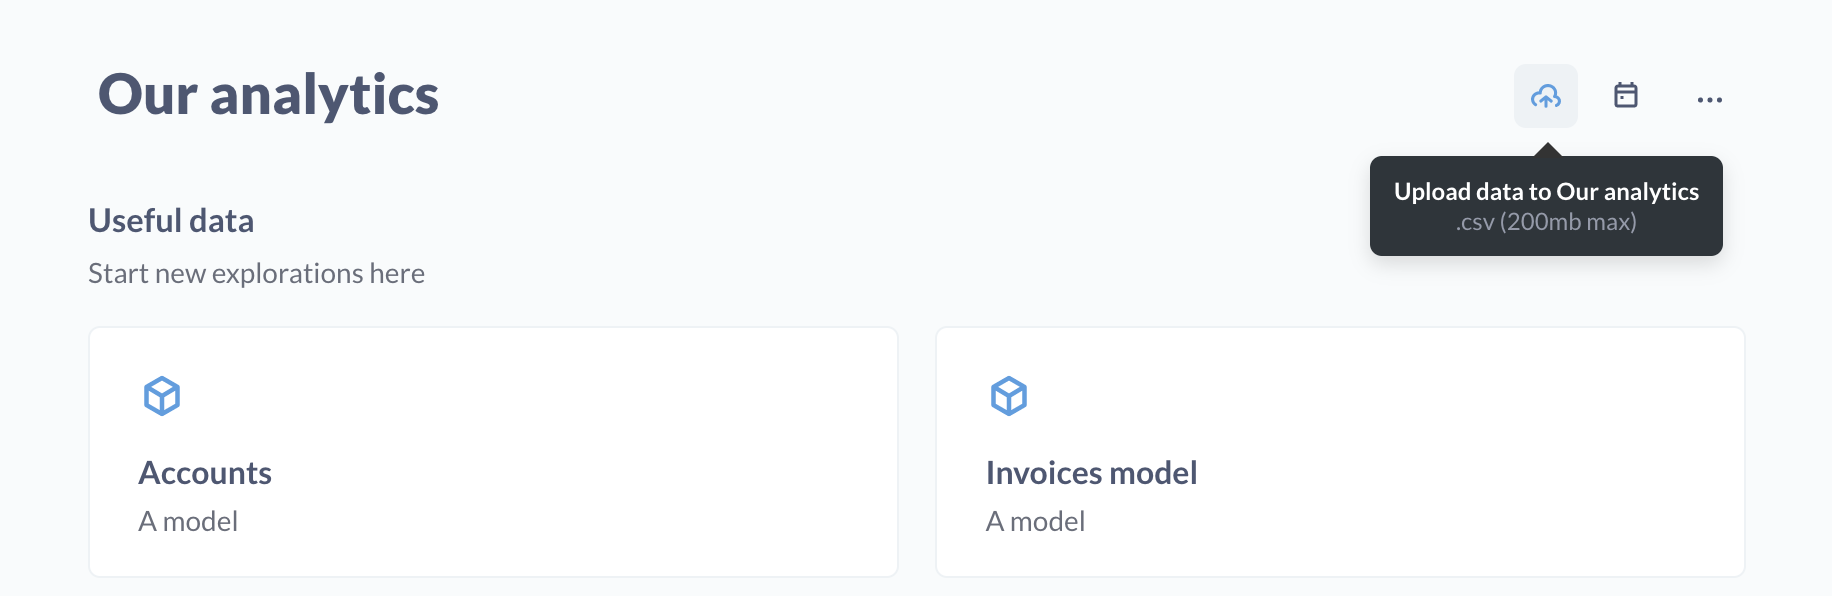 Our analytics
Upload data to Our analytics
.csv (200mb max)
Useful data
Start new explorations here
Accounts
A model
Invoices model
A model